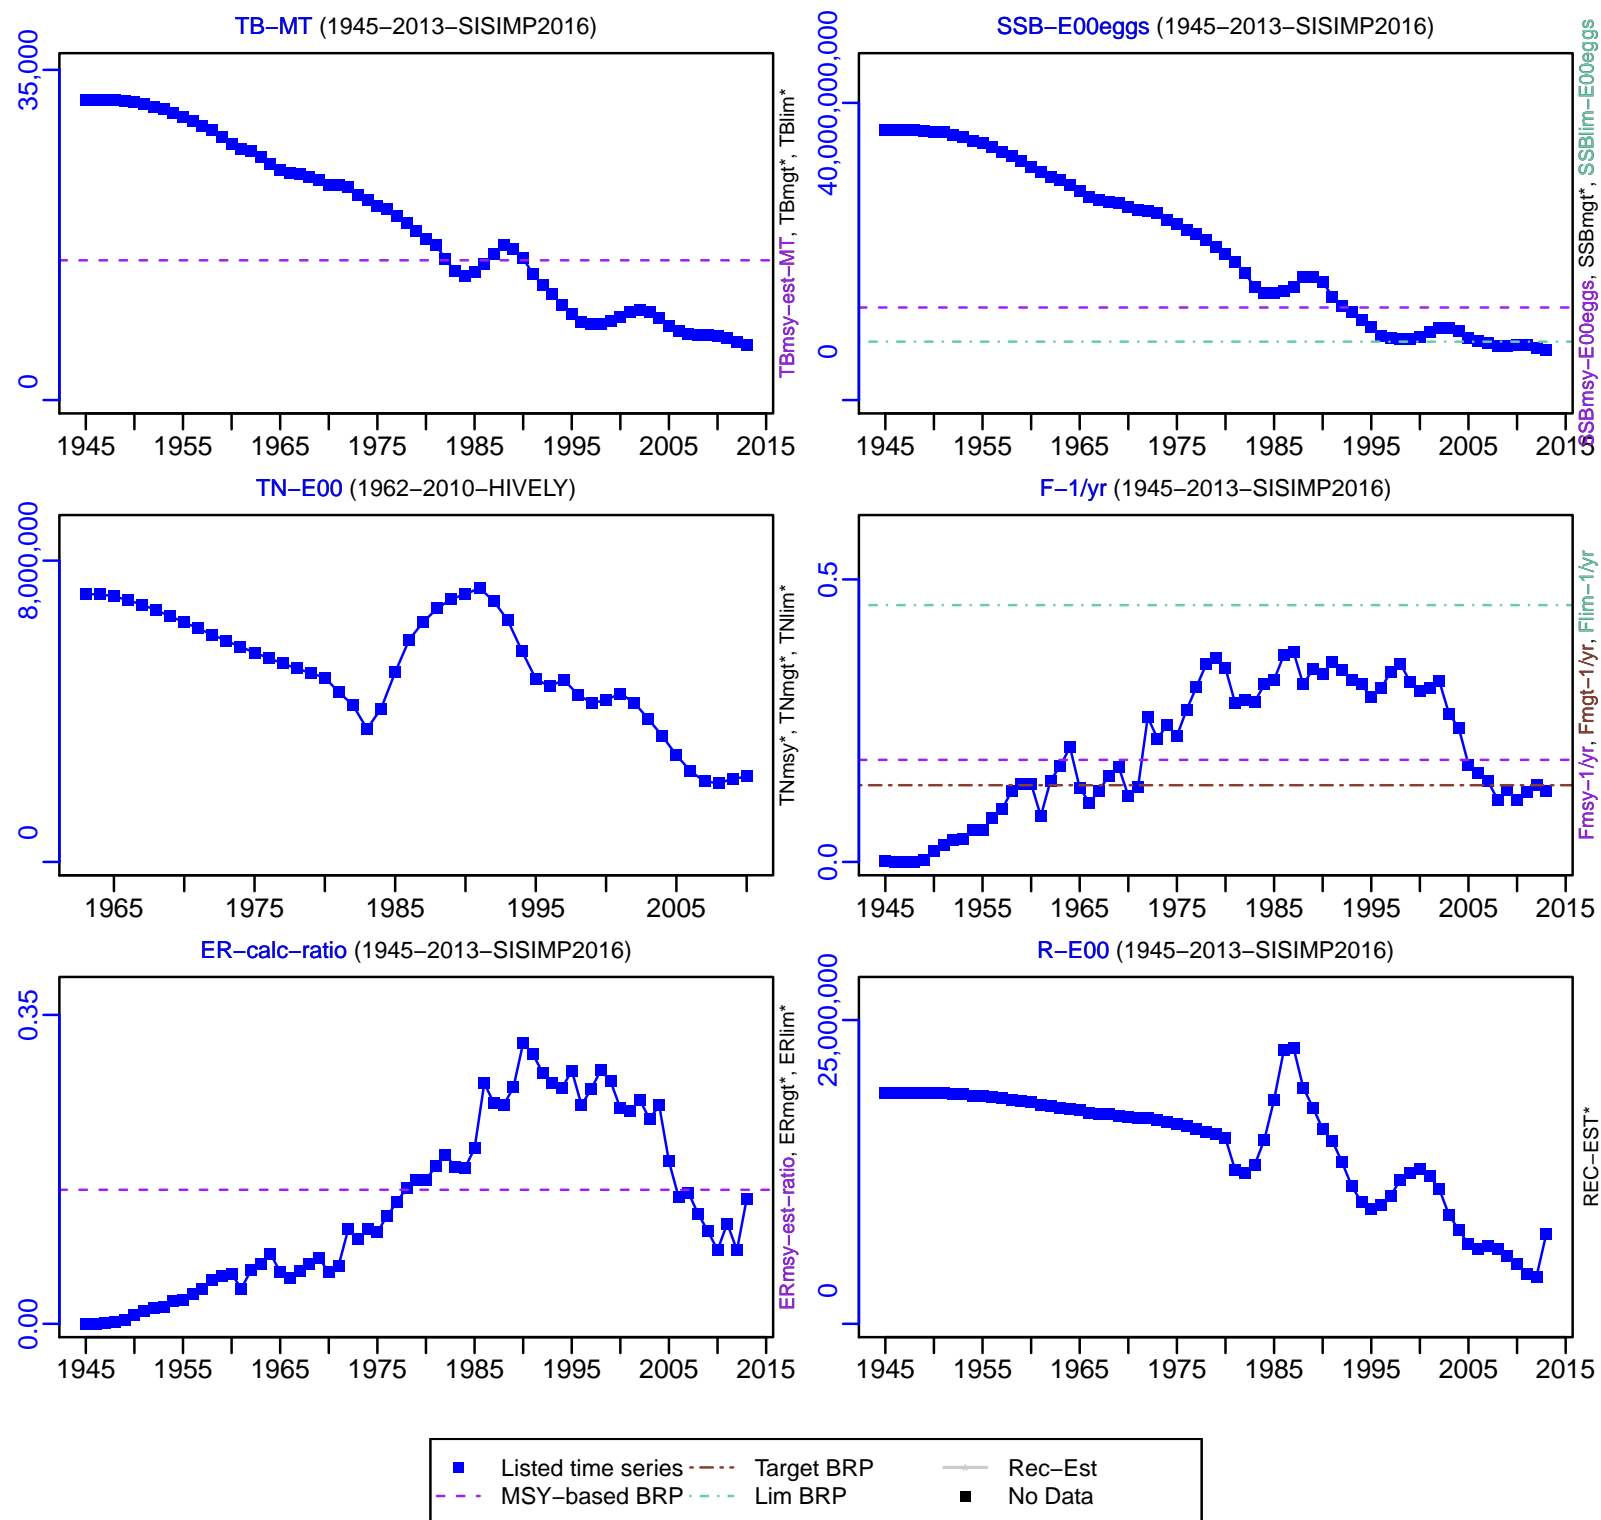 TB−MT (1945−2013−SISIMP2016)
35,000
0
TBmsy−est−MT, TBmgt*, TBlim*
1945 1955 1965 1975 1985 1995 2005 2015
SSB−E00eggs (1945−2013−SISIMP2016)
40,000,000,000
0
SSBmsy−E00eggs, SSBmgt*, SSBlim−E00eggs
1945 1955 1965 1975 1985 1995 2005 2015
TN−E00 (1962−2010−HIVELY)
8,000,000
0
TNmsy*, TNmgt*, TNlim*
1965 1975 1985 1995 2005
F−1/yr (1945−2013−SISIMP2016)
0.5
0.0
Fmsy−1/yr, Fmgt−1/yr, Flim−1/yr
1945 1955 1965 1975 1985 1995 2005 2015
ER−calc−ratio (1945−2013−SISIMP2016)
0.35
0.00
ERmsy−est−ratio, ERmgt*, ERlim*
1945 1955 1965 1975 1985 1995 2005 2015
R−E00 (1945−2013−SISIMP2016)
25,000,000
0
REC−EST*
1945 1955 1965 1975 1985 1995 2005 2015
Listed time series Target BRP Rec−Est
MSY−based BRP Lim BRP No Data